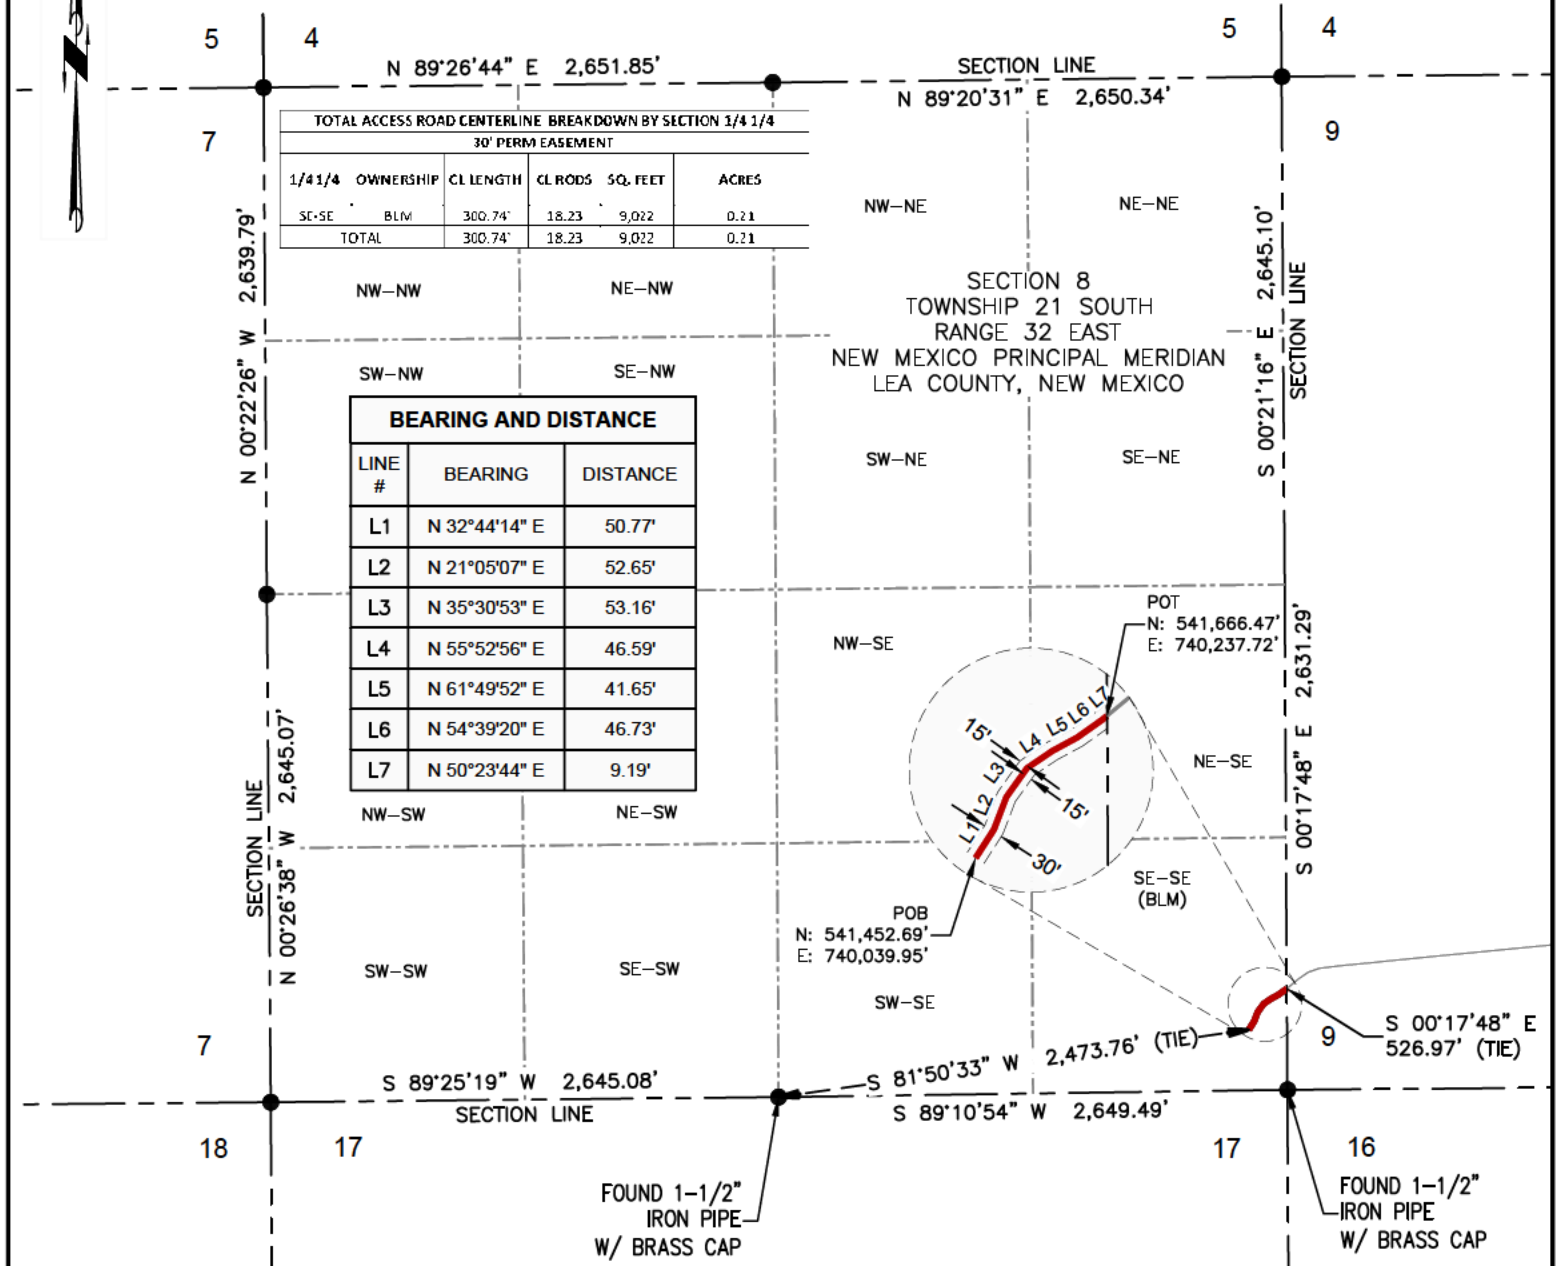 5 4
5 4
N 89°26'44" E 2,651.85'
SECTION LINE
N 89°20'31" E 2,650.34'
7
9
TOTAL ACCESS ROAD CENTERLINE BREAKDOWN BY SECTION 1/4 1/4
30' PERM EASEMENT
1/4 1/4 OWNERSHIP CL LENGTH CL RODS SQ. FEET ACRES
SE-SE BLM 300.74' 18.23 9,022 0.21
TOTAL 300.74' 18.23 9,022 0.21
N 00°22'26" W 2,639.79'
NW-NW
NE-NW
NW-NE
NE-NE
SECTION 8
TOWNSHIP 21 SOUTH
RANGE 32 EAST
NEW MEXICO PRINCIPAL MERIDIAN
LEA COUNTY, NEW MEXICO
S 00°21'16" E 2,645.10'
SECTION LINE
SW-NW
SE-NW
SW-NE
SE-NE
BEARING AND DISTANCE
LINE # BEARING DISTANCE
L1 N 32°44'14" E 50.77'
L2 N 21°05'07" E 52.65'
L3 N 35°30'53" E 53.16'
L4 N 55°52'56" E 46.59'
L5 N 61°49'52" E 41.65'
L6 N 54°39'20" E 46.73'
L7 N 50°23'44" E 9.19'
POT
N: 541,666.47'
E: 740,237.72'
NW-SE
NE-SE
L1 L2 L3 L4 L5 L6 L7
15'
15'
30'
S 00°17'48" E 2,631.29'
SECTION LINE
N 00°26'38" W 2,645.07'
NW-SW
NE-SW
SE-SE
(BLM)
POB
N: 541,452.69'
E: 740,039.95'
SW-SW
SE-SW
SW-SE
7
9
S 00°17'48" E
526.97' (TIE)
S 81°50'33" W 2,473.76' (TIE)
S 89°25'19" W 2,645.08'
SECTION LINE
S 89°10'54" W 2,649.49'
18 17
17 16
FOUND 1-1/2"
IRON PIPE
W/ BRASS CAP
FOUND 1-1/2"
IRON PIPE
W/ BRASS CAP